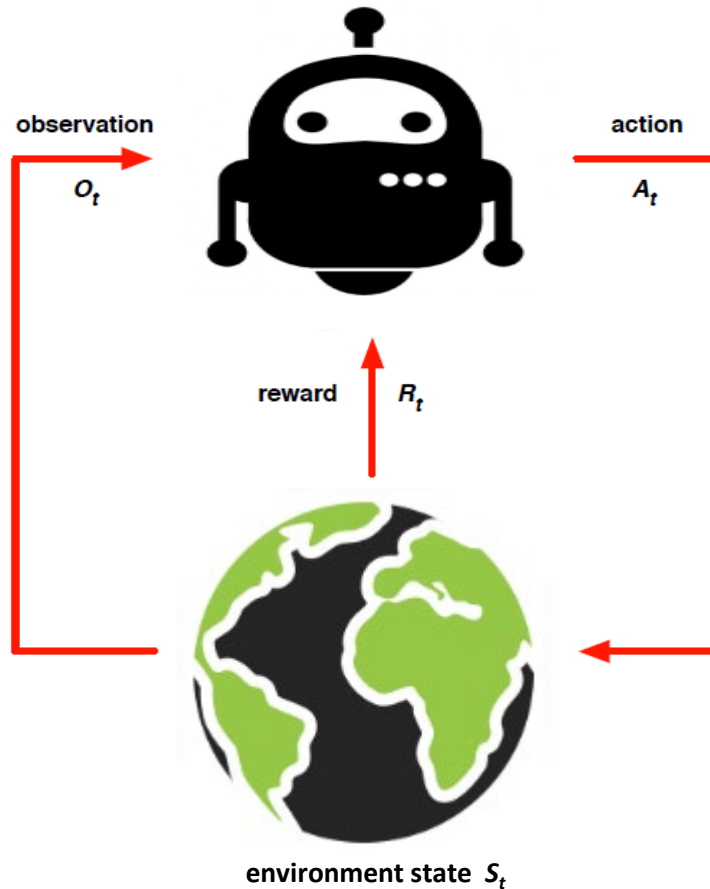 observation
O_t
action
A_t
reward R_t
environment state S_t